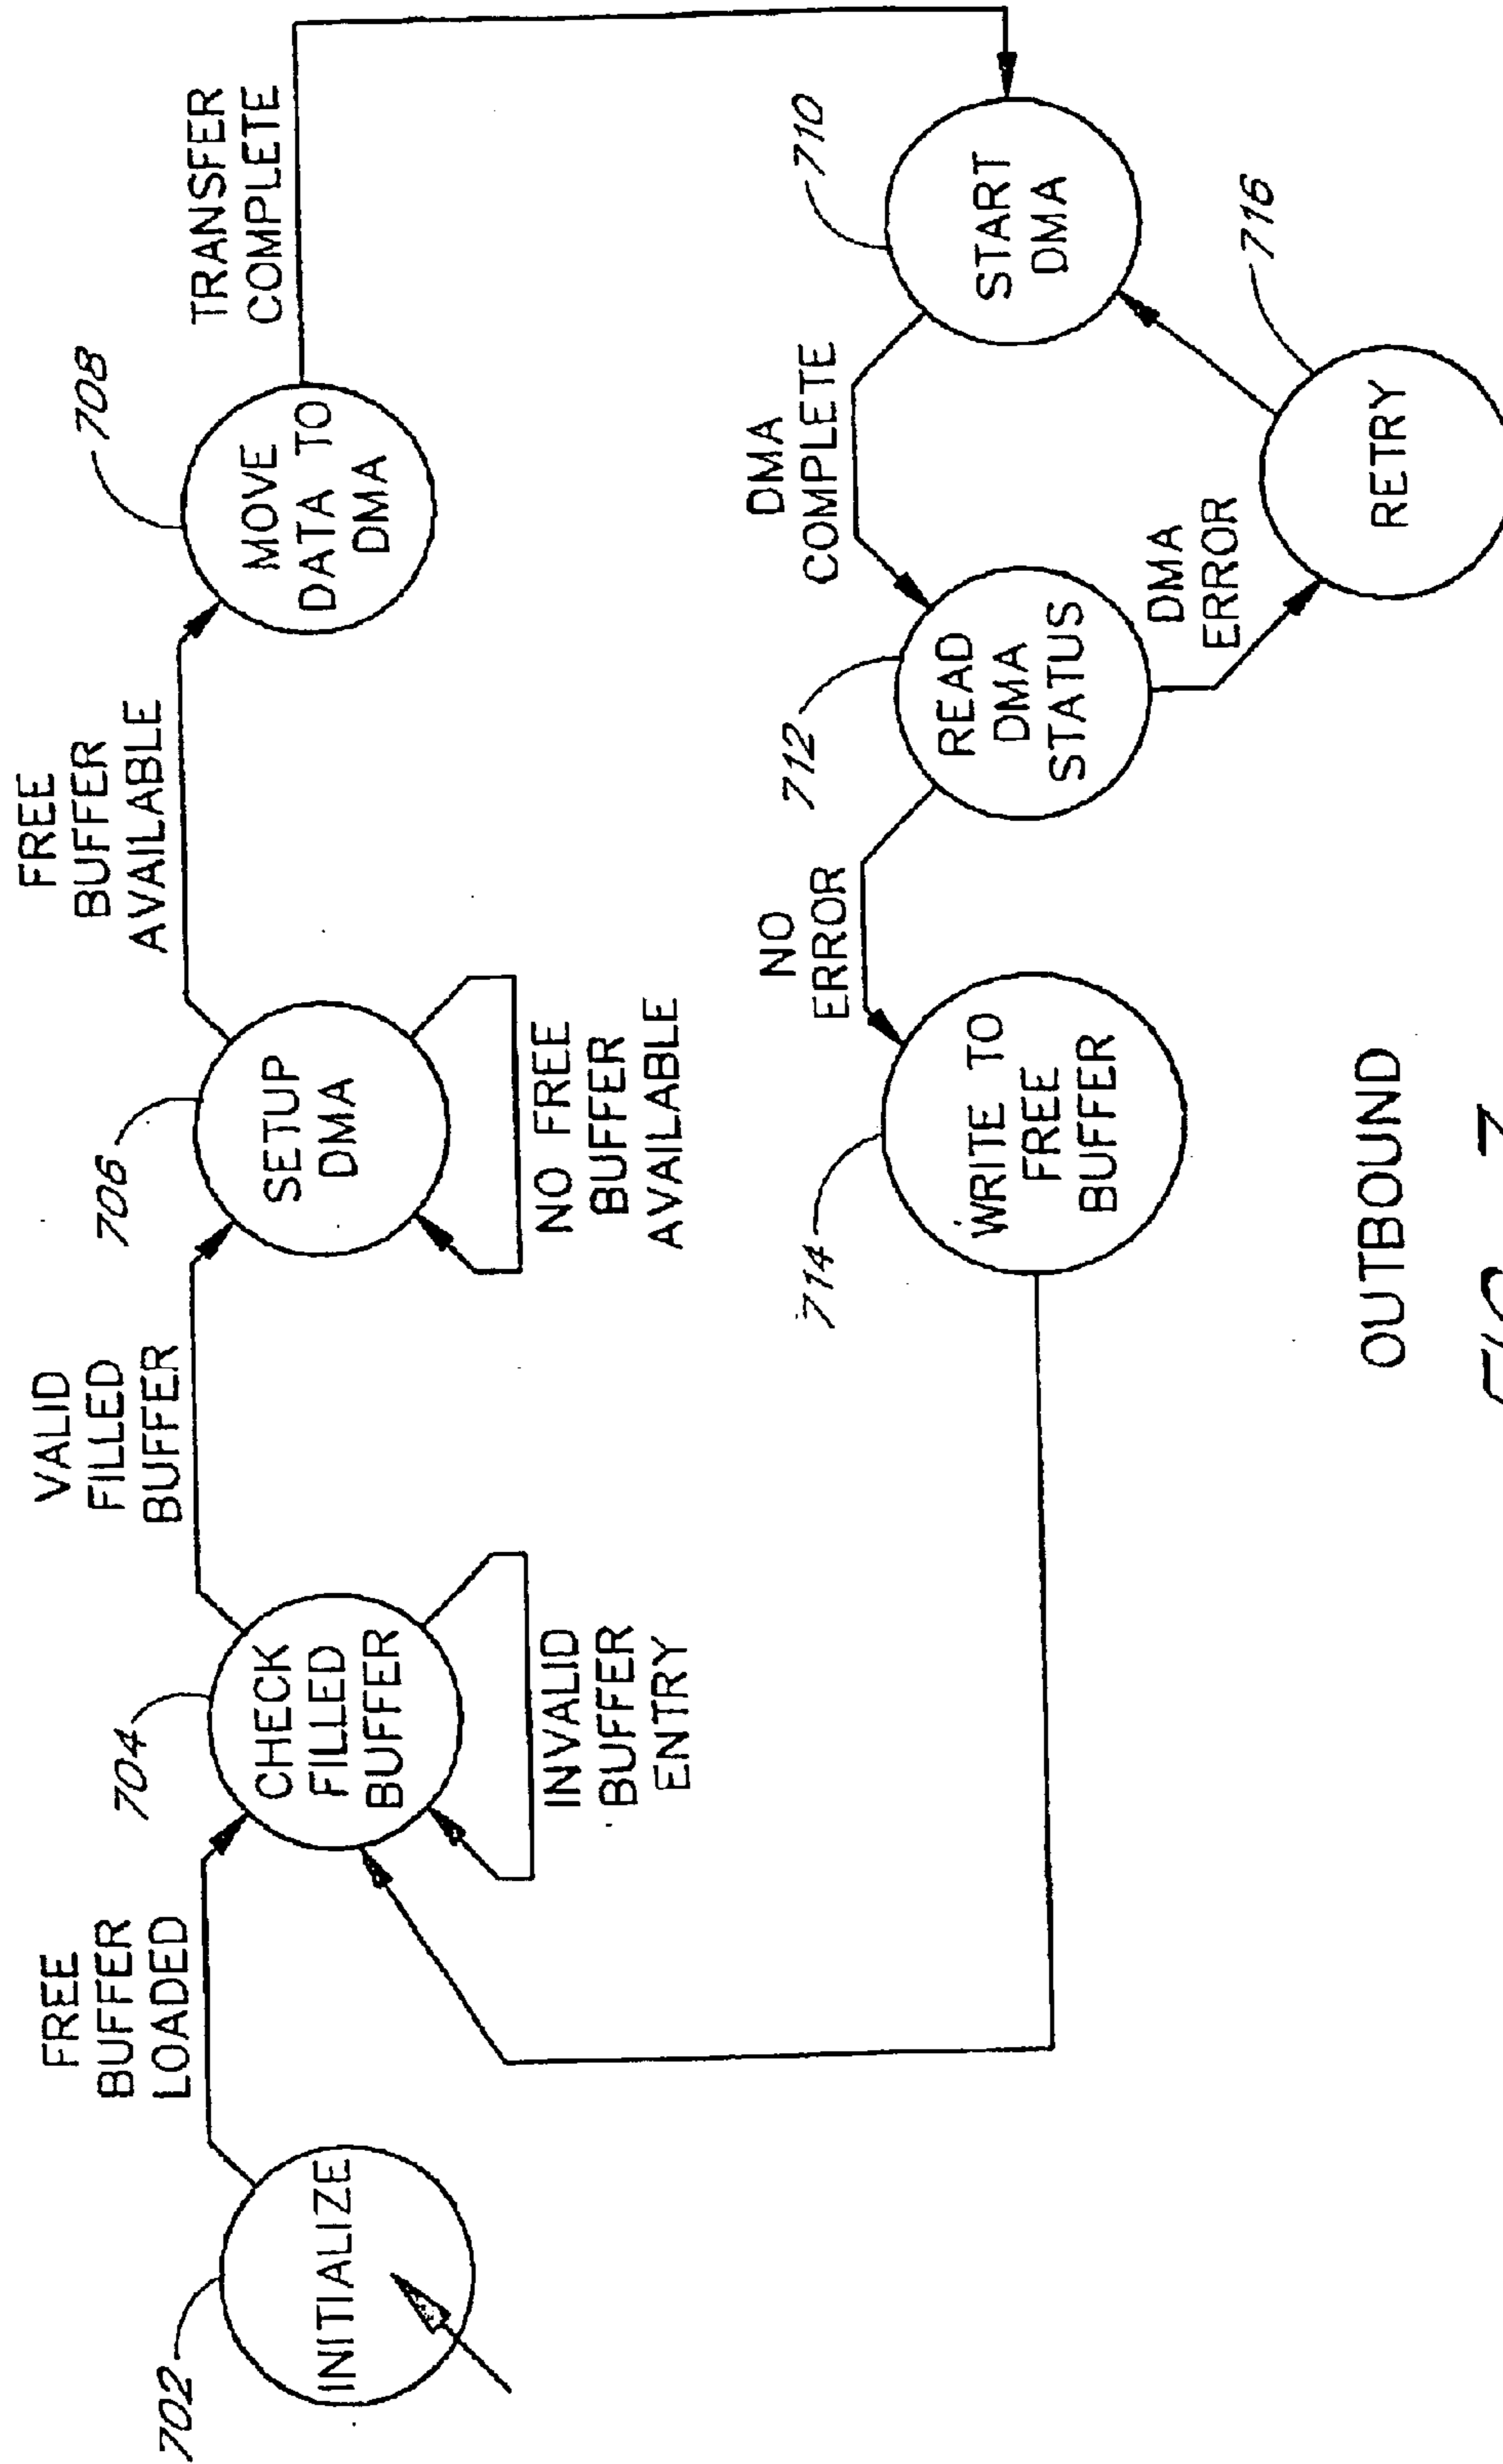 FREE
BUFFER
LOADED
702
INITIALIZE
704
CHECK
FILLED
BUFFER
INVALID
BUFFER
ENTRY
VALID
FILLED
BUFFER
706
SETUP
DMA
NO FREE
BUFFER
AVAILABLE
FREE
BUFFER
AVAILABLE
708
MOVE
DATA TO
DMA
TRANSFER
COMPLETE
710
START
DMA
DMA
COMPLETE
712
READ
DMA
STATUS
DMA
ERROR
716
RETRY
NO
ERROR
714
WRITE TO
FREE
BUFFER
OUTBOUND